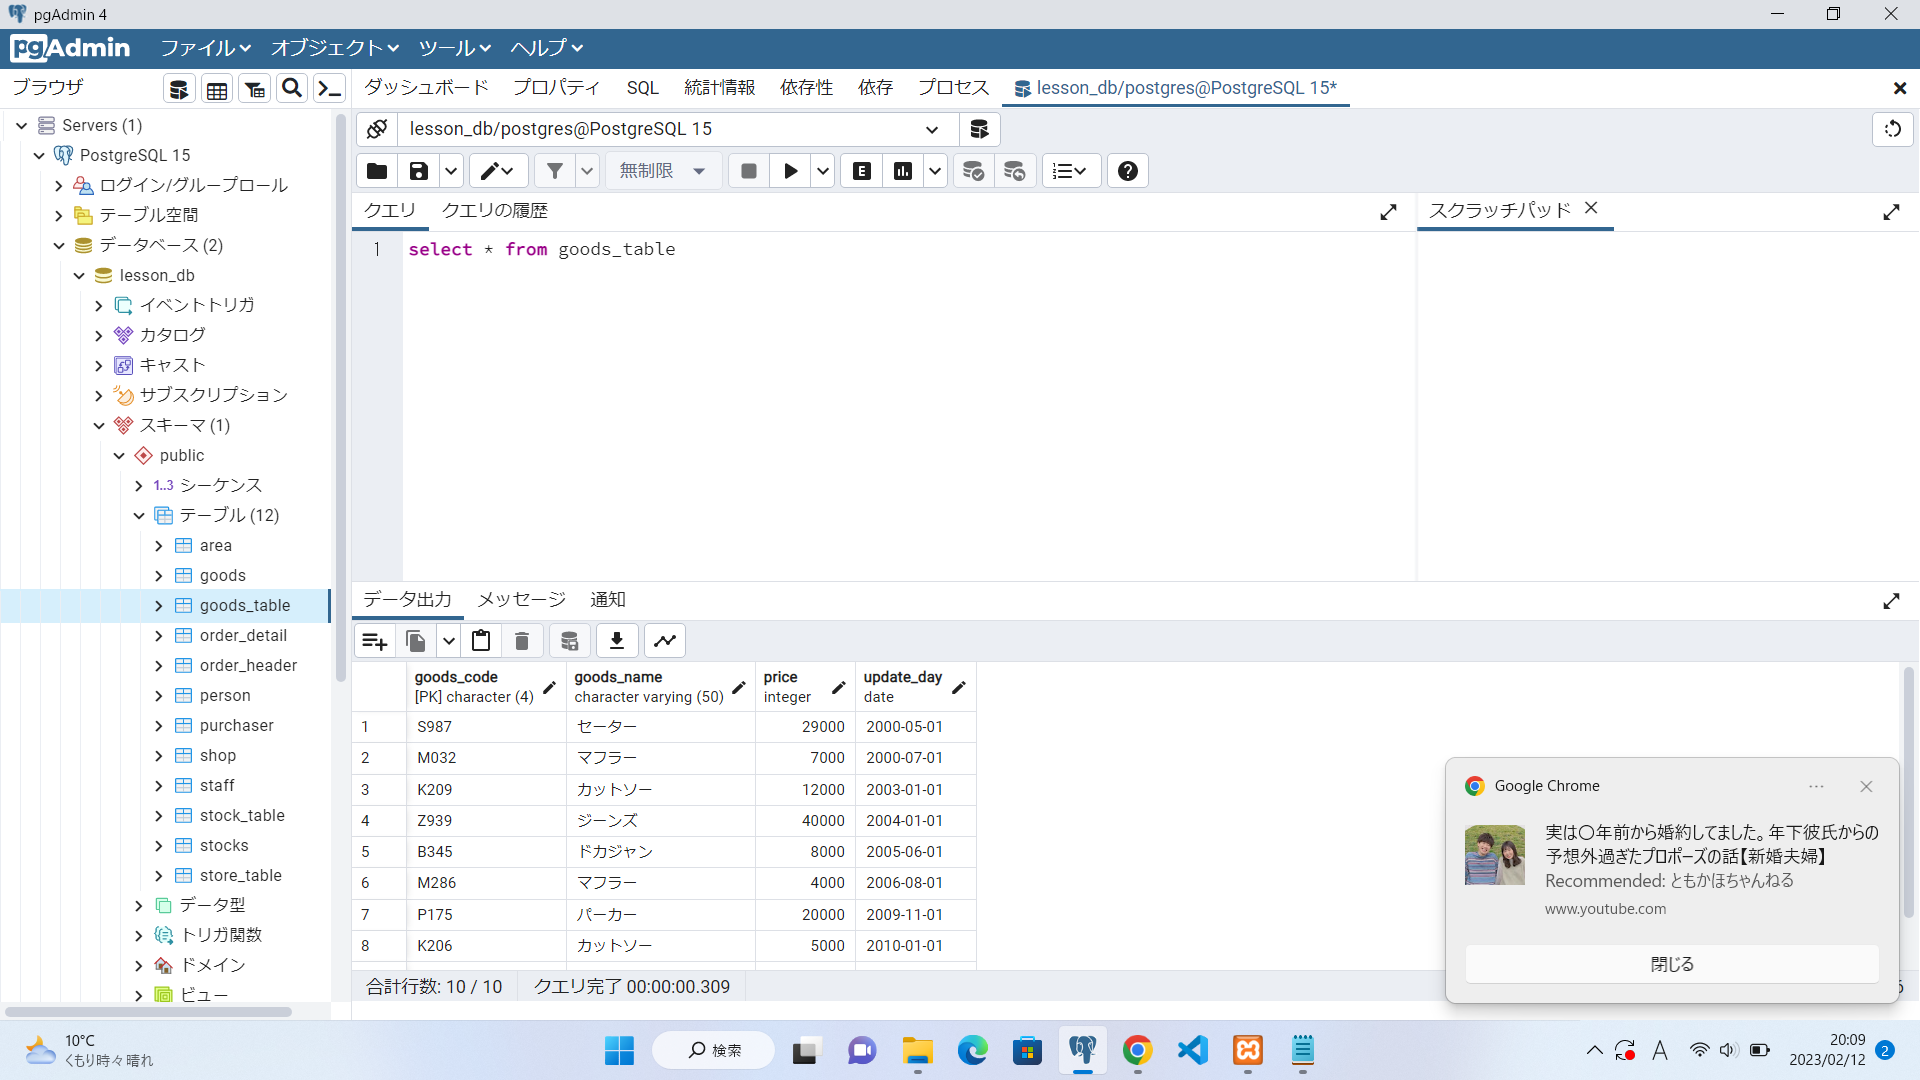 pgAdmin 4
pgAdmin ファイル オブジェクト ツール ヘルプ
ブラウザ
ダッシュボード プロパティ SQL 統計情報 依存性 依存 プロセス lesson_db/postgres@PostgreSQL 15*
Servers (1)
PostgreSQL 15
ログイン/グループロール
テーブル空間
データベース (2)
lesson_db
イベントトリガ
カタログ
キャスト
サブスクリプション
スキーマ (1)
public
1..3 シーケンス
テーブル (12)
area
goods
goods_table
order_detail
order_header
person
purchaser
shop
staff
stock_table
stocks
store_table
データ型
トリガ関数
ドメイン
ビュー
lesson_db/postgres@PostgreSQL 15
無制限
E
クエリ クエリの履歴
スクラッチパッド
1 select * from goods_table
データ出力 メッセージ 通知
goods_code goods_name price update_day
[PK] character (4) character varying (50) integer date
1 S987 セーター 29000 2000-05-01
2 M032 マフラー 7000 2000-07-01
3 K209 カットソー 12000 2003-01-01
4 Z939 ジーンズ 40000 2004-01-01
5 B345 ドカジャン 8000 2005-06-01
6 M286 マフラー 4000 2006-08-01
7 P175 パーカー 20000 2009-11-01
8 K206 カットソー 5000 2010-01-01
合計行数: 10 / 10 クエリ完了 00:00:00.309
Google Chrome
実は〇年前から婚約してました。年下彼氏からの
予想外過ぎたプロポーズの話【新婚夫婦】
Recommended: ともかほちゃんねる
www.youtube.com
閉じる
10°C
くもり時々晴れ
検索
A
20:09
2023/02/12
2